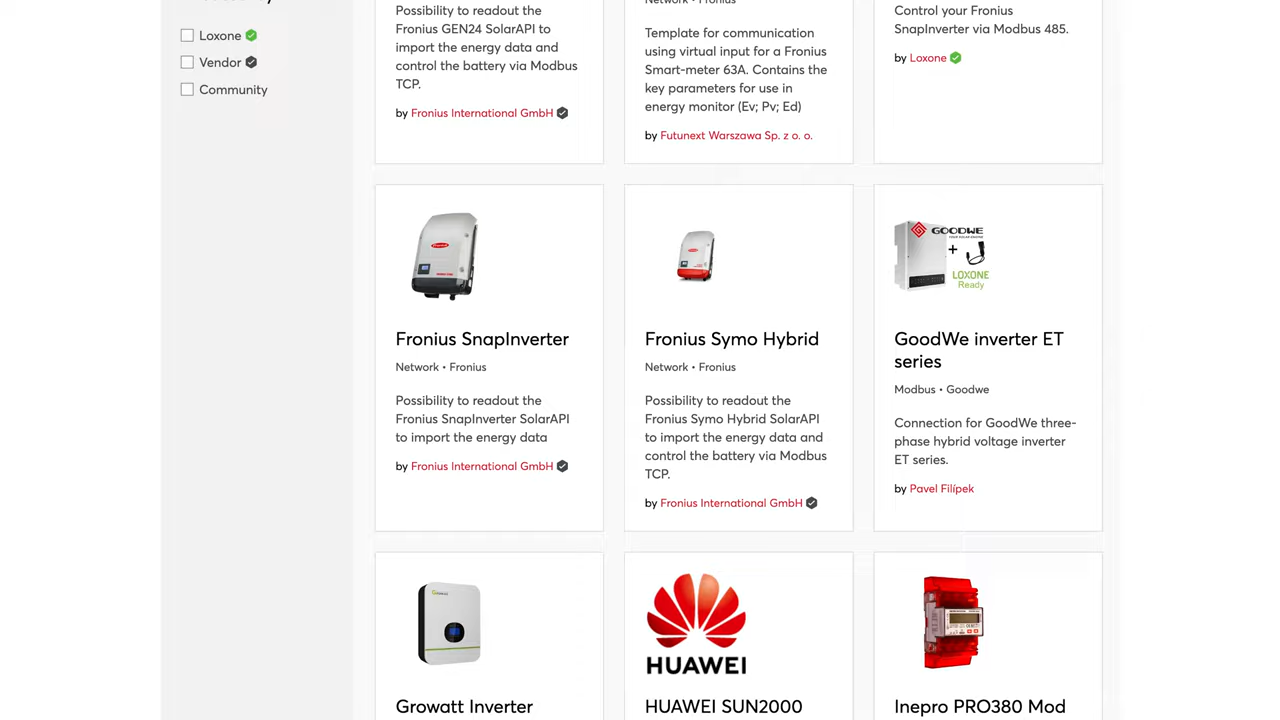 Loxone
Vendor
Community
Possibility to readout the
Fronius GEN24 SolarAPI to
import the energy data and
control the battery via Modbus
TCP.
by Fronius International GmbH
Network • Fronius
Template for communication
using virtual input for a Fronius
Smart-meter 63A. Contains the
key parameters for use in
energy monitor (Ev; Pv; Ed)
by Futunext Warszawa Sp. z o. o.
Control your Fronius
SnapInverter via Modbus 485.
by Loxone
Fronius SnapInverter
Network • Fronius
Possibility to readout the
Fronius SnapInverter SolarAPI
to import the energy data
by Fronius International GmbH
Fronius Symo Hybrid
Network • Fronius
Possibility to readout the
Fronius Symo Hybrid SolarAPI
to import the energy data and
control the battery via Modbus
TCP.
by Fronius International GmbH
GOODWE
YOUR SOLAR ENGINE
+
LOXONE
Ready
GoodWe inverter ET
series
Modbus • Goodwe
Connection for GoodWe three-
phase hybrid voltage inverter
ET series.
by Pavel Filípek
Growatt Inverter
HUAWEI
HUAWEI SUN2000
Inepro PRO380 Mod